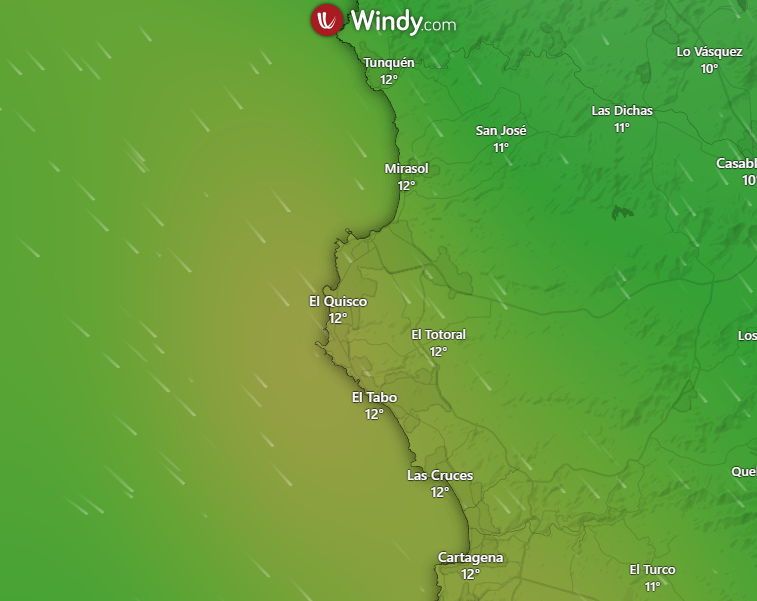 Windy.com
Lo Vásquez
10°
Tunquén
12°
Las Dichas
11°
San José
11°
Casabl
10°
Mirasol
12°
El Quisco
12°
El Totoral
12°
Los
El Tabo
12°
Las Cruces
12°
Que
Cartagena
12°
El Turco
11°